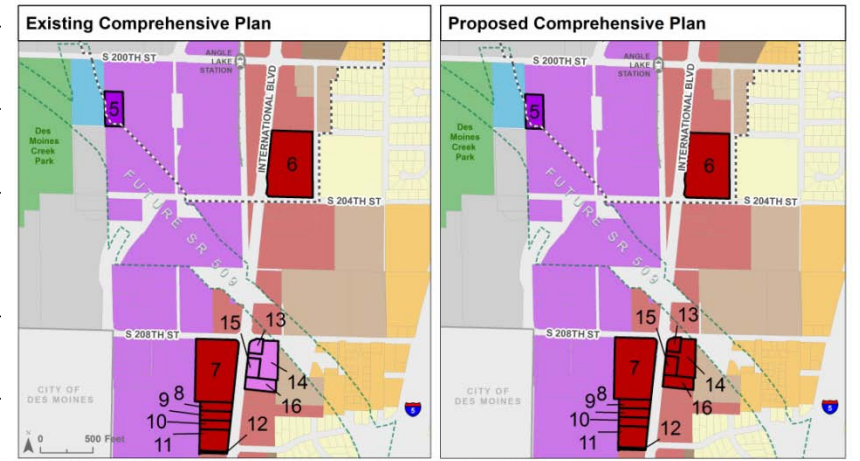 Existing Comprehensive Plan
S 200TH ST
ANGLE
LAKE
STATION
INTERNATIONAL BLVD
5
6
Des
Moines
Creek
Park
FUTURE SR 509
S 204TH ST
S 208TH ST
15
13
7
14
16
9
8
10
11
12
CITY OF
DES MOINES
N
0
500 Feet
5
Proposed Comprehensive Plan
S 200TH ST
ANGLE
LAKE
STATION
INTERNATIONAL BLVD
5
6
Des
Moines
Creek
Park
FUTURE SR 509
S 204TH ST
S 208TH ST
15
13
7
14
16
9
8
10
11
12
CITY OF
DES MOINES
5